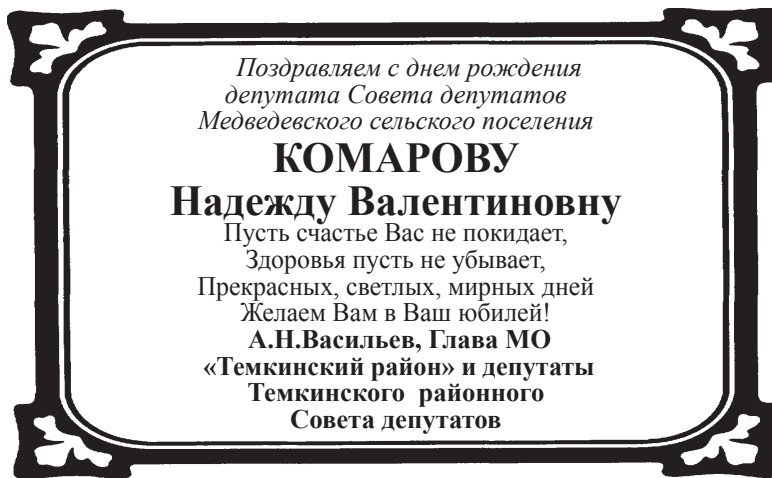 Поздравляем с днем рождения
депутата Совета депутатов
Медведевского сельского поселения
КОМАРОВУ
Надежду Валентиновну
Пусть счастье Вас не покидает,
Здоровья пусть не убывает,
Прекрасных, светлых, мирных дней
Желаем Вам в Ваш юбилей!
А.Н.Васильев, Глава МО
«Темкинский район» и депутаты
Темкинского районного
Совета депутатов